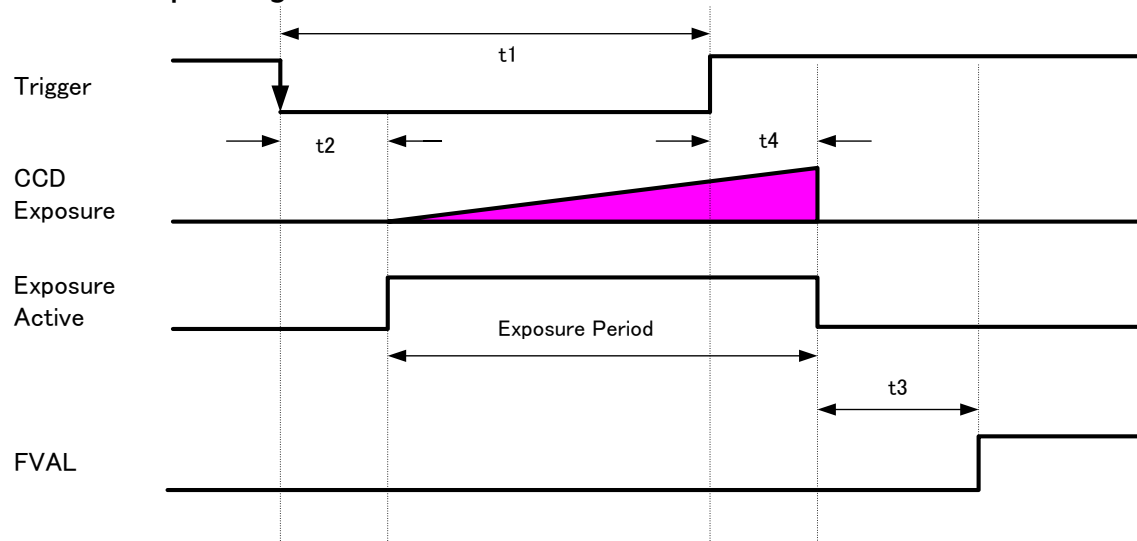 t1
Trigger
t2
t4
CCD
Exposure
Exposure
Active
Exposure Period
t3
FVAL